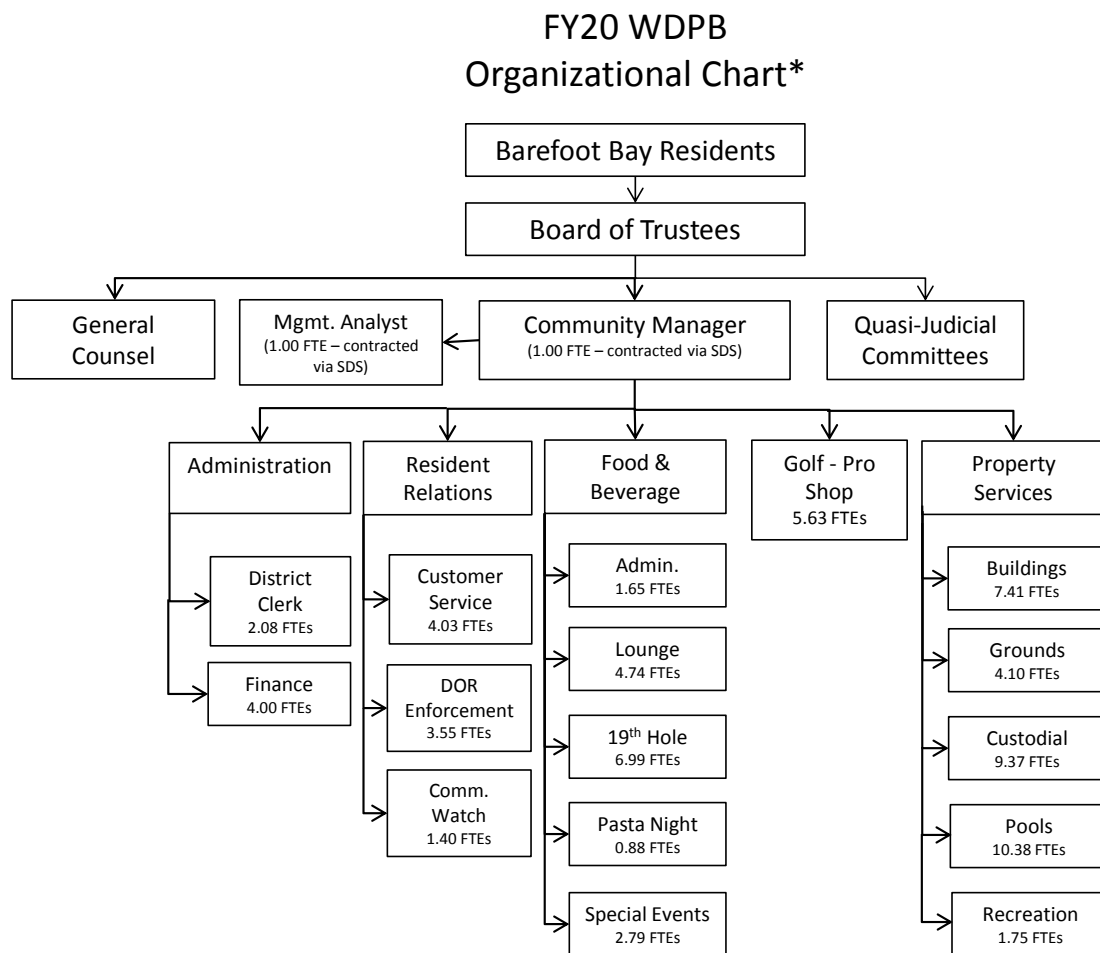 FY20 WDPB
Organizational Chart*
Barefoot Bay Residents
Board of Trustees
General
Counsel
Mgmt. Analyst
(1.00 FTE – contracted
via SDS)
Community Manager
(1.00 FTE – contracted via SDS)
Quasi-Judicial
Committees
Administration
District
Clerk
2.08 FTEs
Finance
4.00 FTEs
Resident
Relations
Customer
Service
4.03 FTEs
DOR
Enforcement
3.55 FTEs
Comm.
Watch
1.40 FTEs
Food &
Beverage
Admin.
1.65 FTEs
Lounge
4.74 FTEs
19th Hole
6.99 FTEs
Pasta Night
0.88 FTEs
Special Events
2.79 FTEs
Golf - Pro
Shop
5.63 FTEs
Property
Services
Buildings
7.41 FTEs
Grounds
4.10 FTEs
Custodial
9.37 FTEs
Pools
10.38 FTEs
Recreation
1.75 FTEs